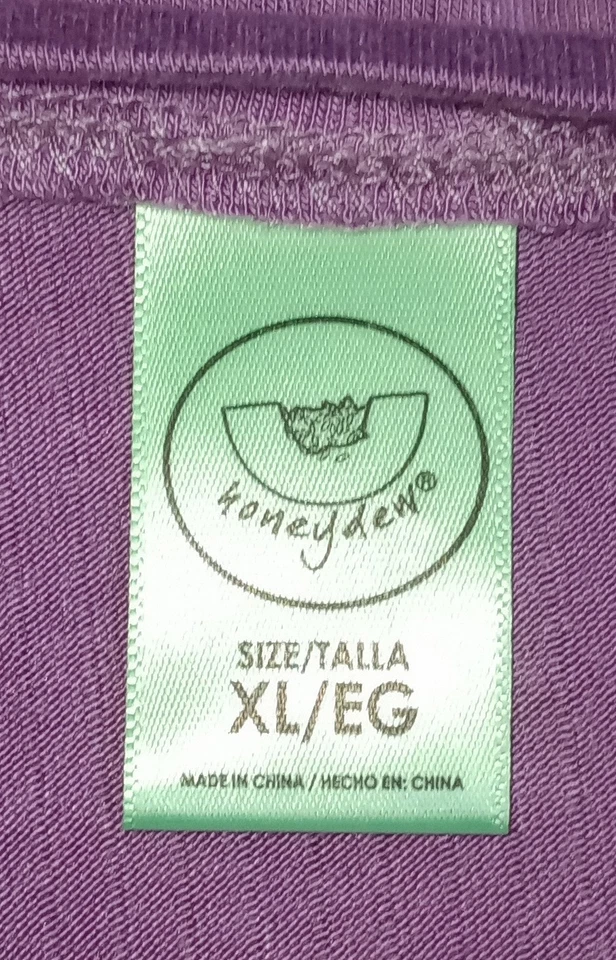 honeydew®
SIZE/TALLA
XL/EG
MADE IN CHINA / HECHO EN: CHINA